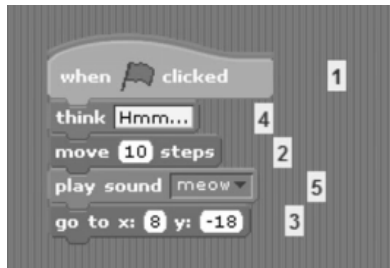 when clicked 1
think Hmm... 4
move 10 steps 2
play sound meow 5
go to x: 8 y: -18 3